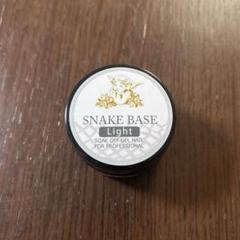 SNAKE BASE
Light
SOAK OFF GEL NAIL
FOR PROFESSIONAL